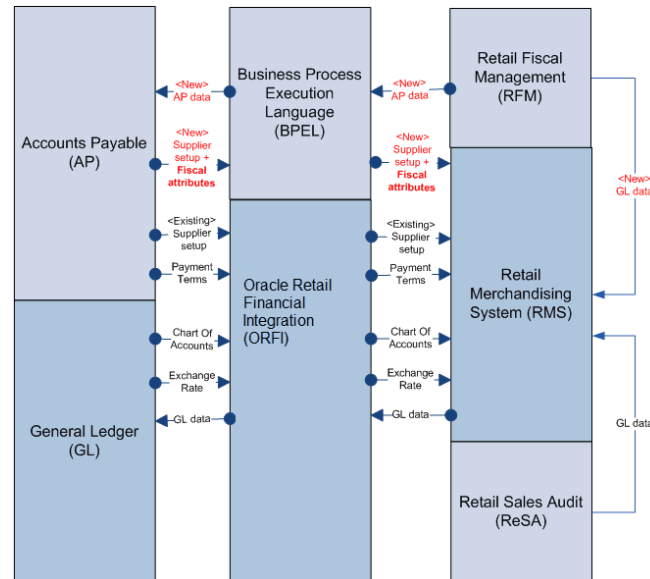 Accounts Payable
(AP)
General Ledger
(GL)
<New>
AP data
<New>
Supplier
setup +
Fiscal
attributes
<Existing>
Supplier
setup
Payment
Terms
Chart Of
Accounts
Exchange
Rate
GL data
Business Process
Execution
Language
(BPEL)
Oracle Retail
Financial
Integration
(ORFI)
<New>
AP data
<New>
Supplier
setup +
Fiscal
attributes
<Existing>
Supplier
setup
Payment
Terms
Chart Of
Accounts
Exchange
Rate
GL data
Retail Fiscal
Management
(RFM)
Retail
Merchandising
System (RMS)
Retail Sales Audit
(ReSA)
<New>
GL data
GL data